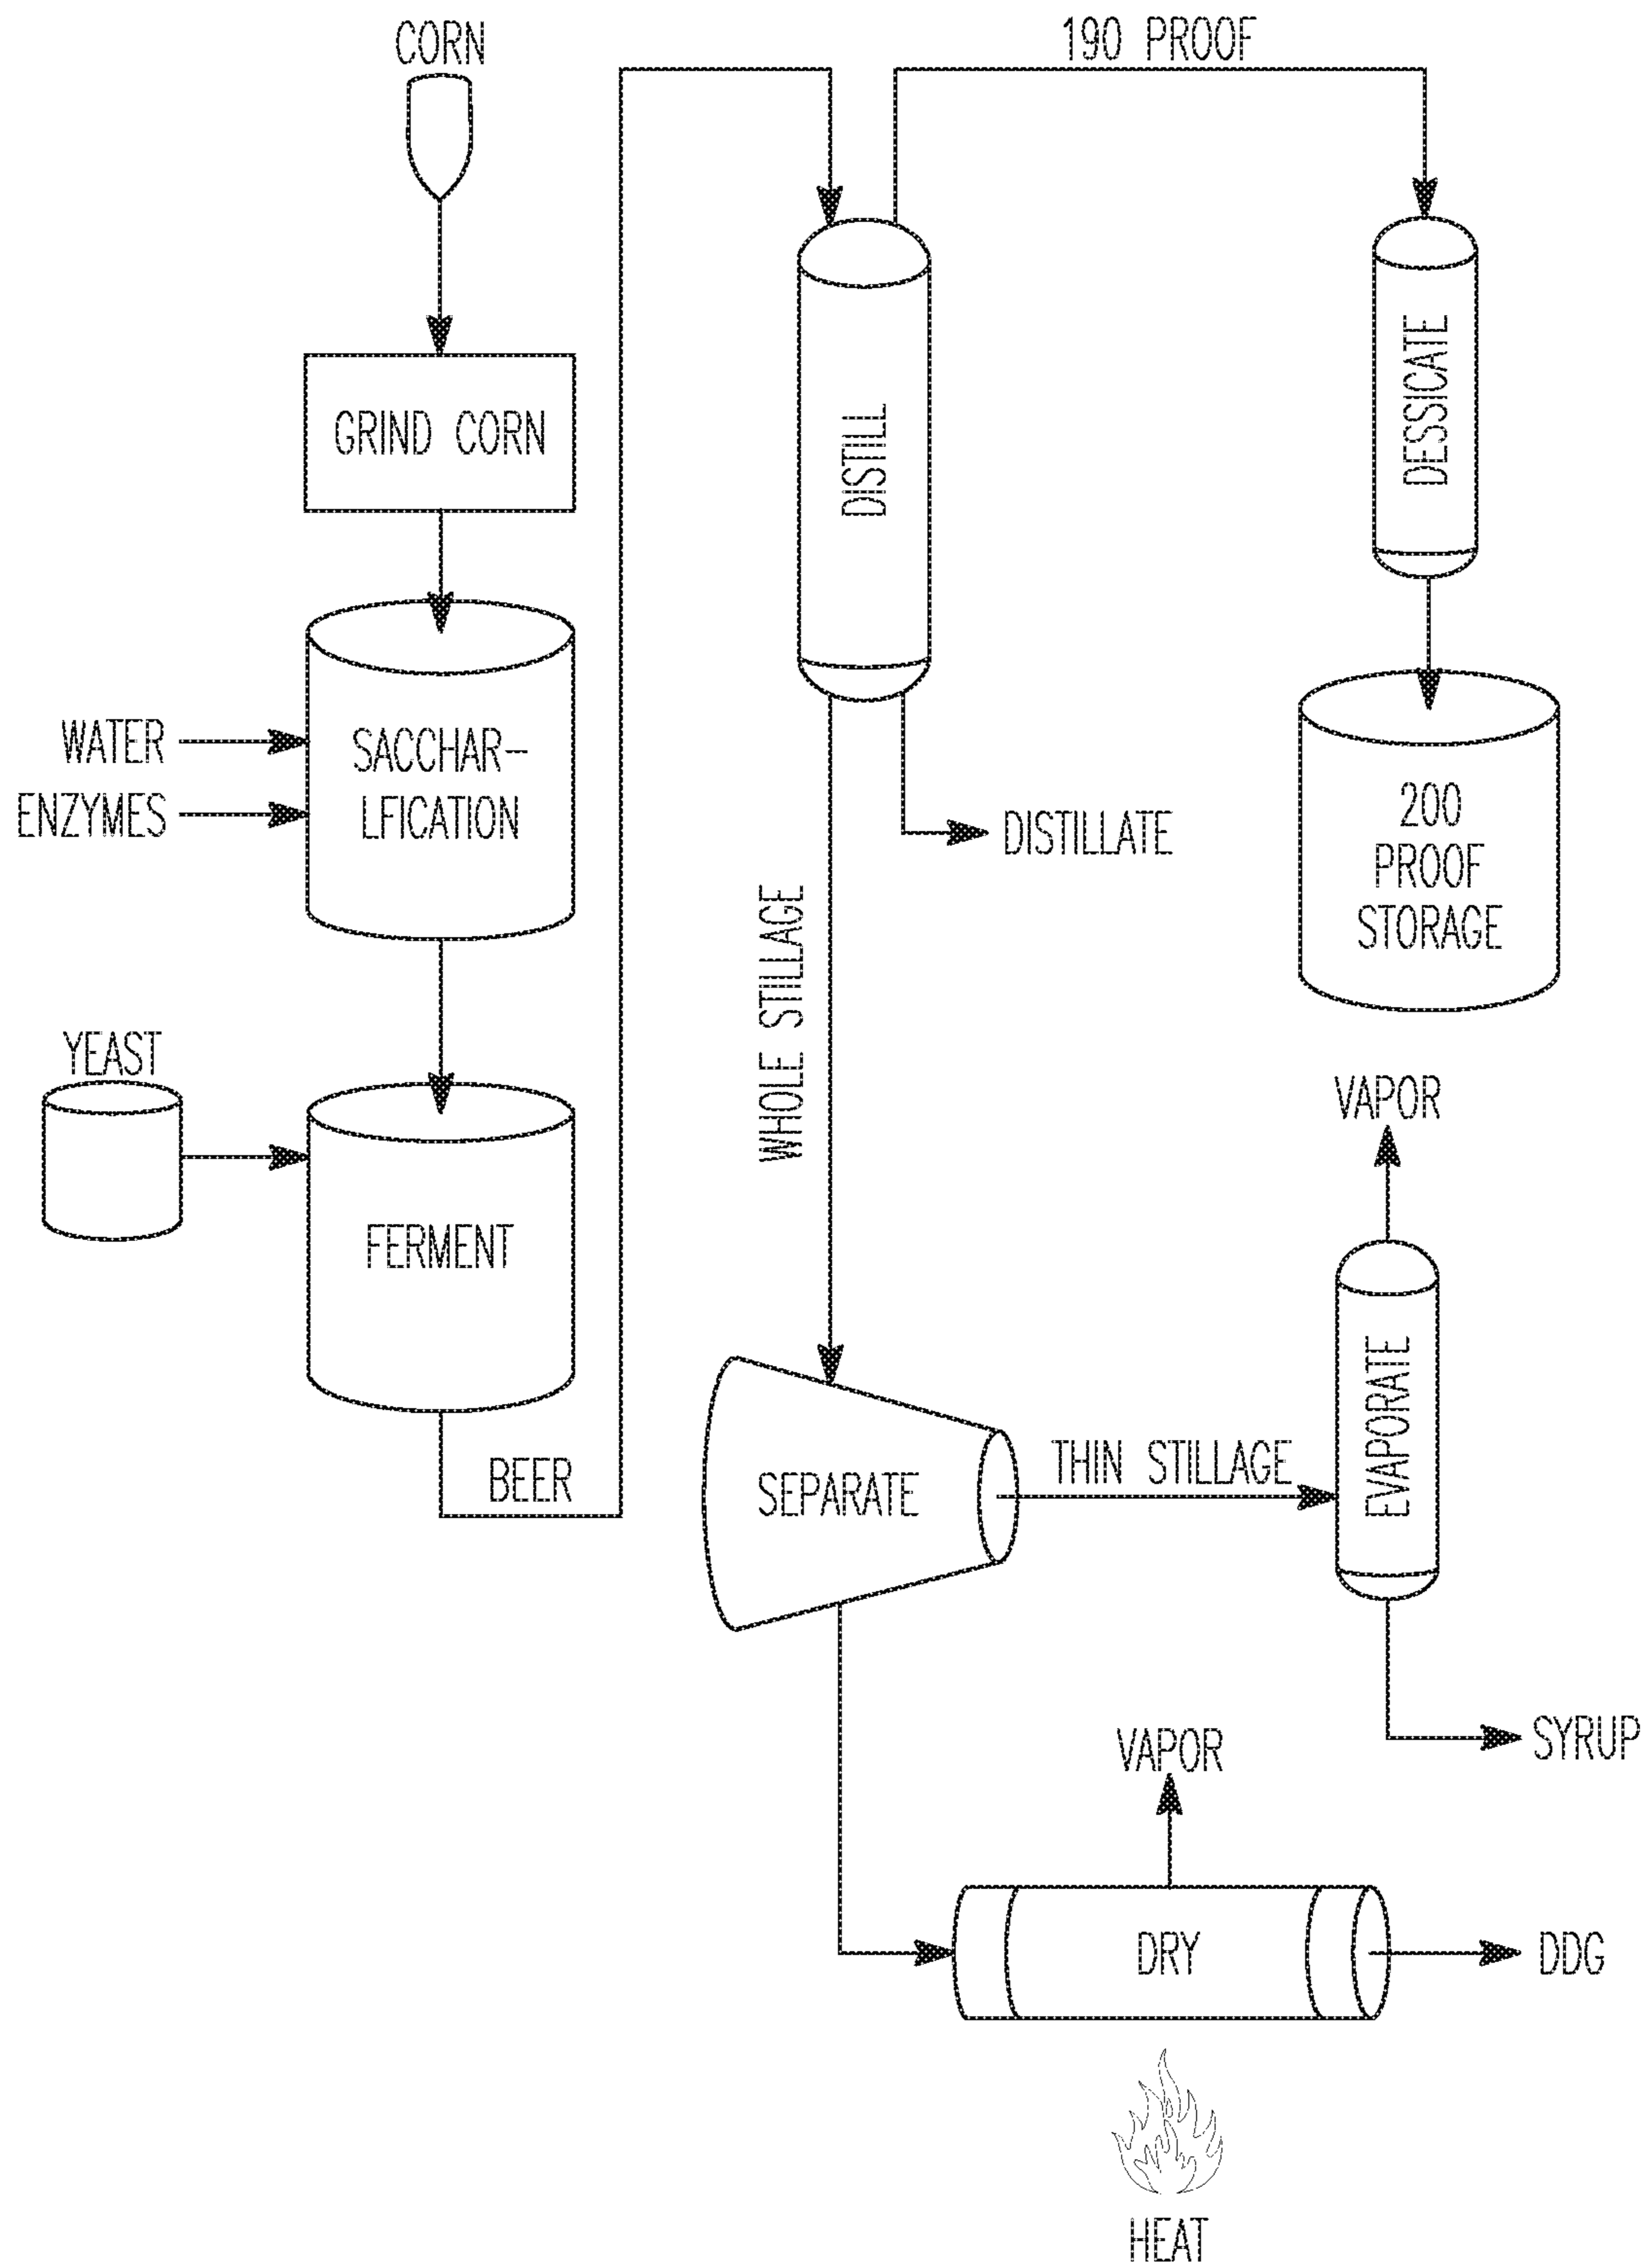 CORN
190 PROOF
GRIND CORN
DISTILL
DESSICATE
WATER
ENZYMES
SACCHAR-
LFICATION
DISTILLATE
200
PROOF
STORAGE
WHOLE STILLAGE
YEAST
FERMENT
VAPOR
BEER
SEPARATE
THIN STILLAGE
EVAPORATE
SYRUP
VAPOR
DRY
DDG
HEAT